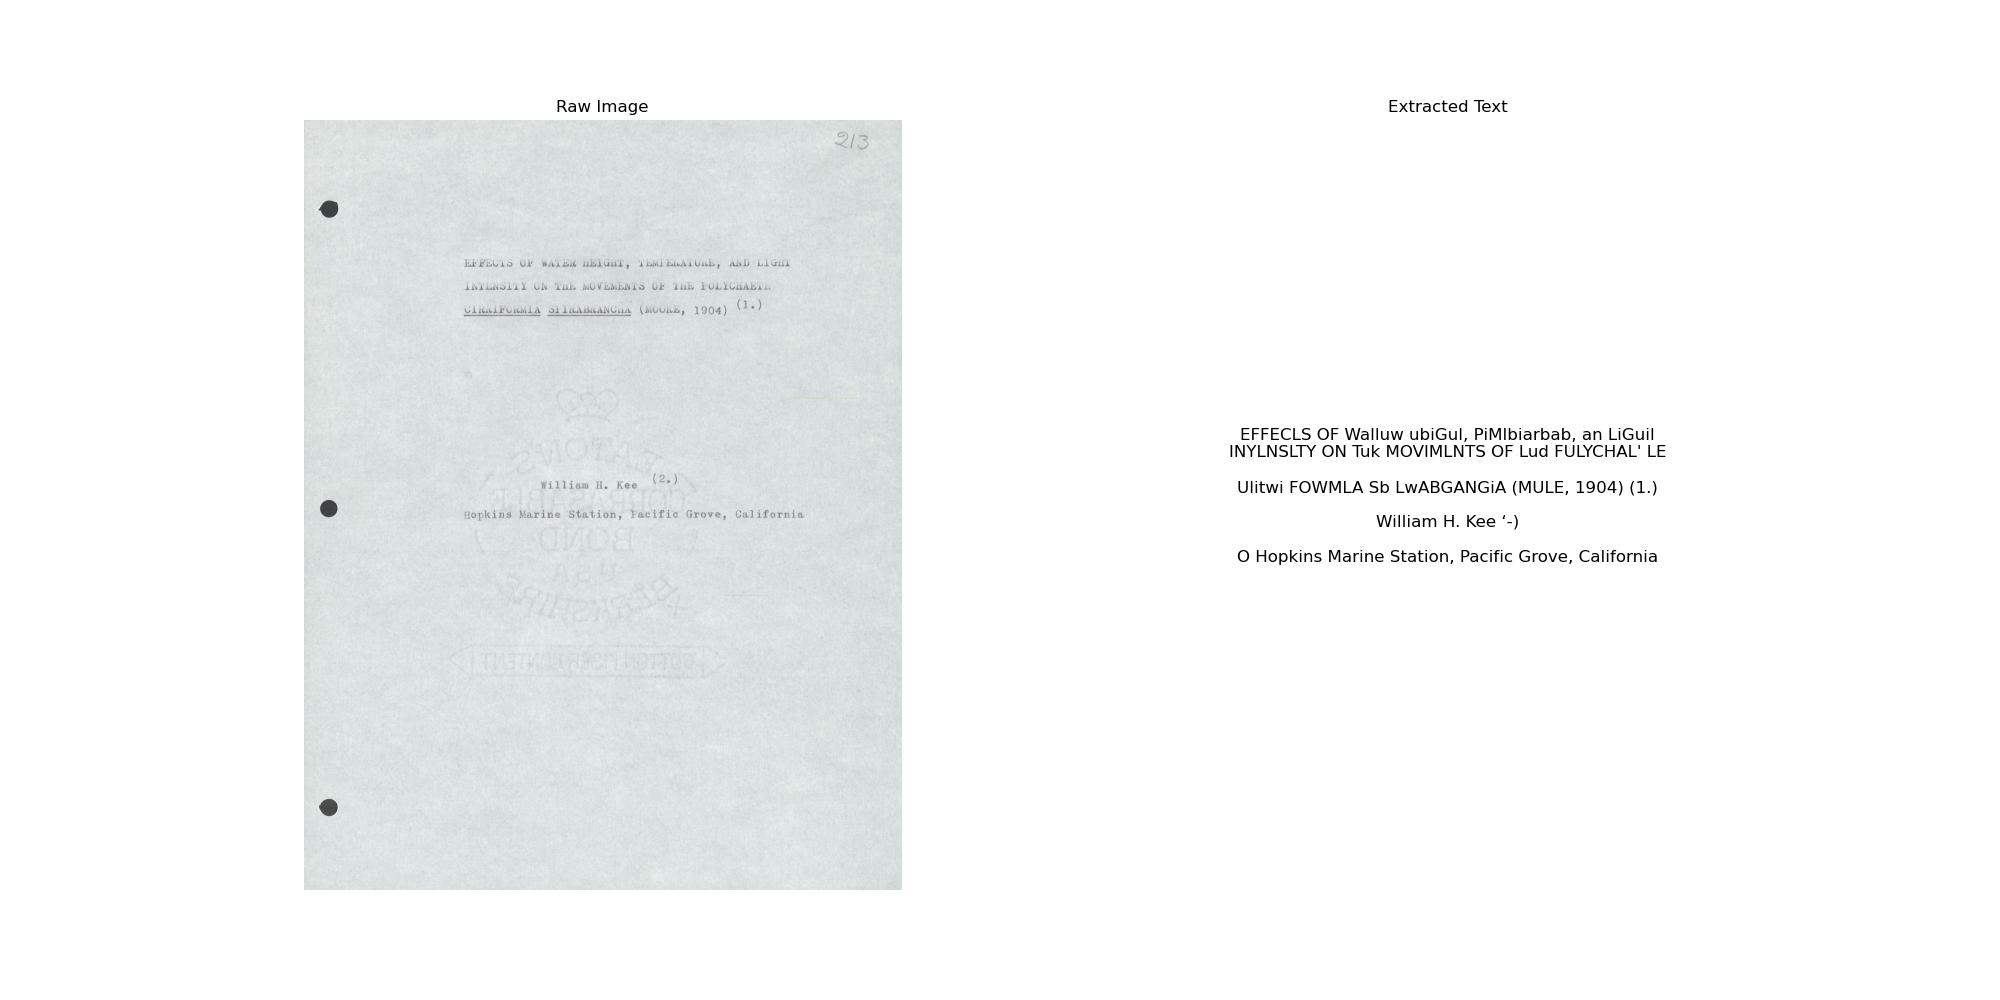 Raw Image
213
EFFECTS OF WATER HEIGHT, TEMPERATURE, AND LIGHT
INTENSITY ON THE MOVEMENTS OF THE POLYCHAETE
CIRRIFORMIA SPIRABRANCHA (MOORE, 1904) (1.)
EATON'S
CORRASABLE
William H. Kee (2.)
Hopkins Marine Station, Pacific Grove, California
BOND
USA
BERKSHIRE
COTTON FIBER CONTENT
Extracted Text
EFFECLS OF Walluw ubiGul, PiMlbiarbab, an LiGuil
INYLNSLTY ON Tuk MOVIMLNTS OF Lud FULYCHAL' LE
Ulitwi FOWMLA Sb LwABGANGiA (MULE, 1904) (1.)
William H. Kee ‘-)
O Hopkins Marine Station, Pacific Grove, California